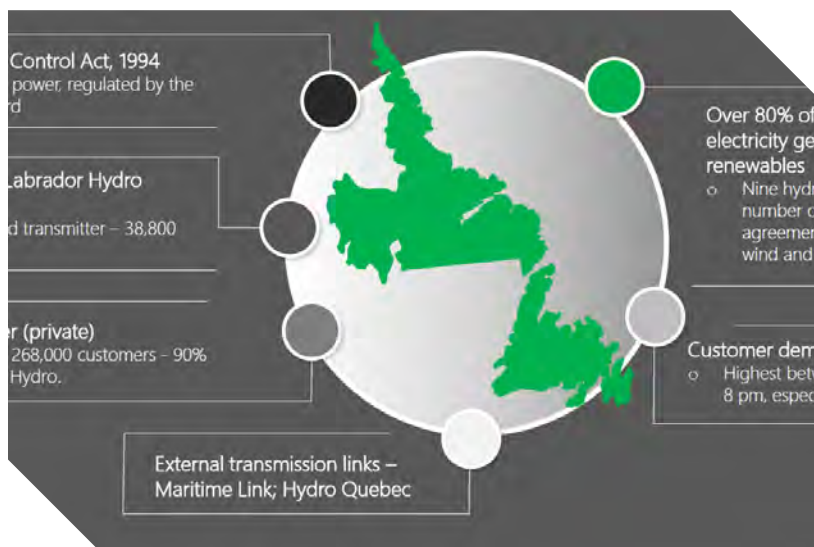 Control Act, 1994
power, regulated by the
rd
Labrador Hydro
d transmitter – 38,800
er (private)
268,000 customers - 90%
Hydro.
External transmission links –
Maritime Link; Hydro Quebec
Over 80% of
electricity ge
renewables
o Nine hydr
number o
agreemen
wind and
Customer dem
o Highest betw
8 pm, espec